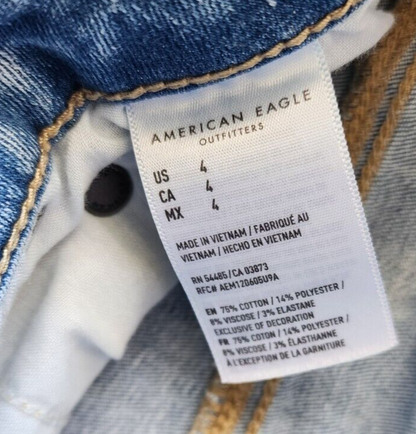 AMERICAN EAGLE
OUTFITTERS
US 4
CA 4
MX 4
MADE IN VIETNAM / FABRIQUÉ AU
VIETNAM / HECHO EN VIETNAM
RN 54485/CA 03873
RFC# AEM120605U9A
EN 75% COTTON / 14% POLYESTER /
8% VISCOSE / 3% ELASTANE
EXCLUSIVE OF DECORATION
FR 75% COTON / 14% POLYESTER /
8% VISCOSE / 3% ÉLASTHANNE
À L'EXCEPTION DE LA GARNITURE